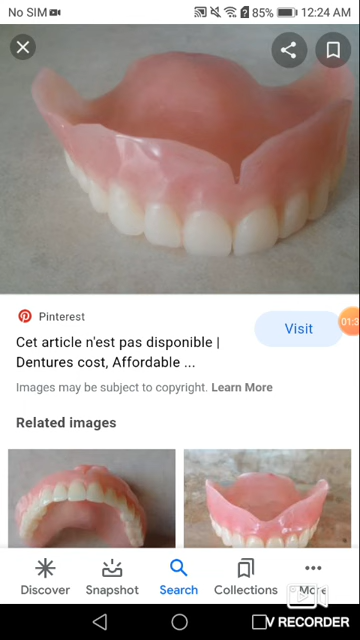 No SIM
85%
12:24 AM
Pinterest
Visit
Cet article n'est pas disponible |
Dentures cost, Affordable ...
Images may be subject to copyright. Learn More
Related images
Discover
Snapshot
Search
Collections
More
V RECORDER